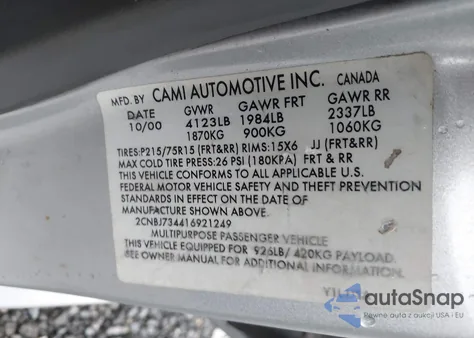 MFD. BY CAMI AUTOMOTIVE INC. CANADA
DATE GVWR GAWR FRT GAWR RR
10/00 4123LB 1984LB 2337LB
1870KG 900KG 1060KG
TIRES:P215/75R15 (FRT&RR) RIMS:15X6 JJ (FRT&RR)
MAX COLD TIRE PRESS:26 PSI (180KPA) FRT & RR
THIS VEHICLE CONFORMS TO ALL APPLICABLE U.S.
FEDERAL MOTOR VEHICLE SAFETY AND THEFT PREVENTION
STANDARDS IN EFFECT ON THE DATE OF
MANUFACTURE SHOWN ABOVE.
2CNBJ734416921249
MULTIPURPOSE PASSENGER VEHICLE
THIS VEHICLE EQUIPPED FOR 926LB/ 420KG PAYLOAD.
SEE OWNER MANUAL FOR ADDITIONAL INFORMATION.
autoSnap
Pewne auto z USA i EU